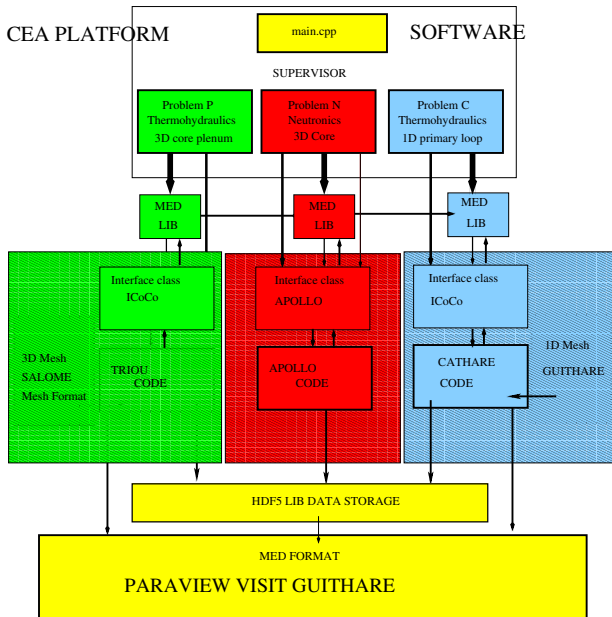 CEA PLATFORM
SOFTWARE
main.cpp
SUPERVISOR
Problem P
Thermohydraulics
3D core plenum
Problem N
Neutronics
3D Core
Problem C
Thermohydraulics
1D primary loop
MED
LIB
MED
LIB
MED
LIB
Interface class
ICoCo
Interface class
APOLLO
Interface class
ICoCo
3D Mesh
SALOME
Mesh Format
TRIOU
CODE
APOLLO
CODE
CATHARE
CODE
1D Mesh
GUITHARE
HDF5 LIB DATA STORAGE
MED FORMAT
PARAVIEW VISIT GUITHARE